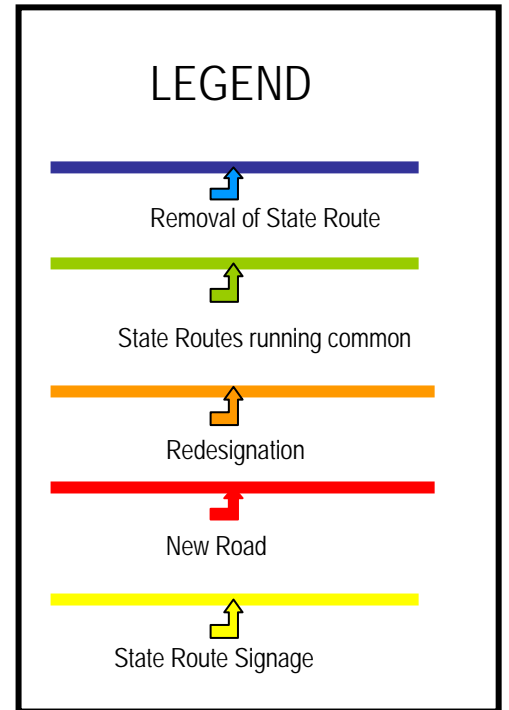 LEGEND
Removal of State Route
State Routes running common
Redesignation
New Road
State Route Signage